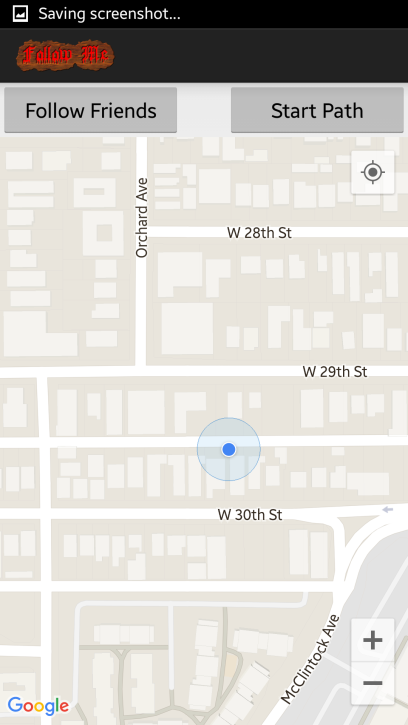 Saving screenshot...
Follow Me
Follow Friends
Start Path
Orchard Ave
W 28th St
W 29th St
W 30th St
McClintock Ave
+
−
Google